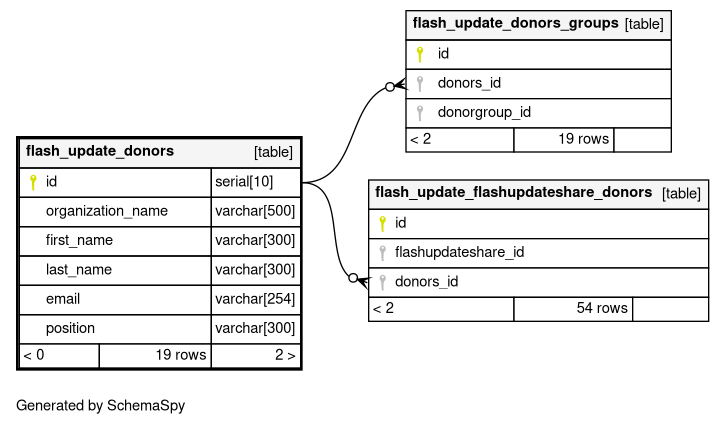 flash_update_donors_groups [table]
id
donors_id
donorgroup_id
< 2 19 rows
flash_update_donors [table]
id serial[10]
organization_name varchar[500]
first_name varchar[300]
last_name varchar[300]
email varchar[254]
position varchar[300]
< 0 19 rows 2 >
flash_update_flashupdateshare_donors [table]
id
flashupdateshare_id
donors_id
< 2 54 rows
Generated by SchemaSpy